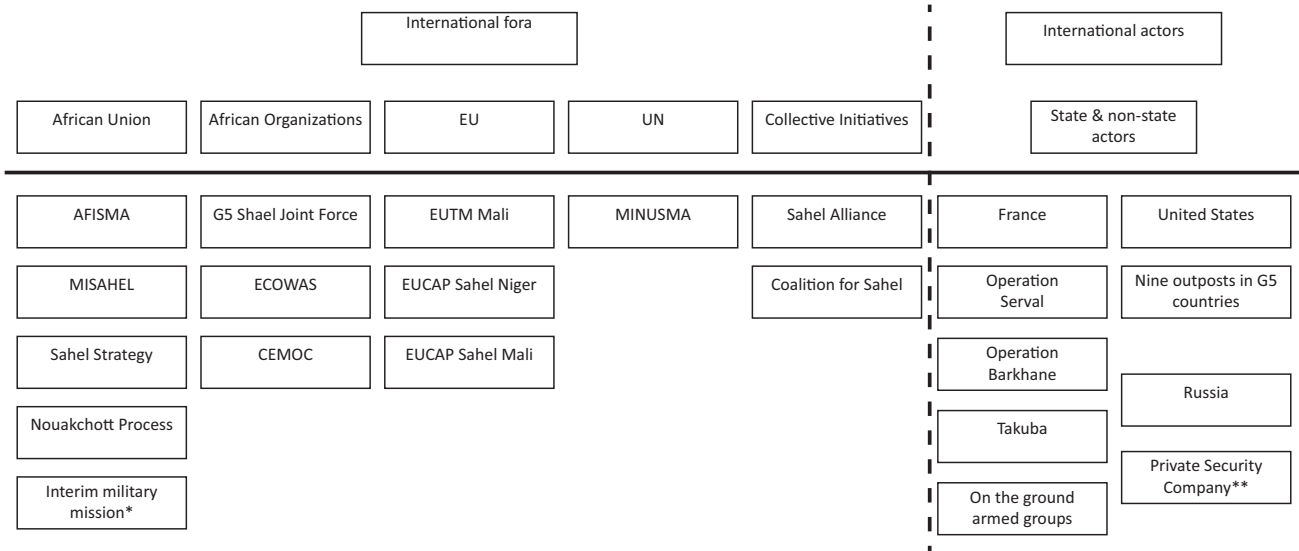 International fora
International actors
African Union
African Organizations
EU
UN
Collective Initiatives
State & non-state
actors
AFISMA
G5 Shael Joint Force
EUTM Mali
MINUSMA
Sahel Alliance
France
United States
MISAHEL
ECOWAS
EUCAP Sahel Niger
Coalition for Sahel
Operation
Serval
Nine outposts in G5
countries
Sahel Strategy
CEMOC
EUCAP Sahel Mali
Operation
Barkhane
Russia
Nouakchott Process
Takuba
Private Security
Company**
Interim military
mission*
On the ground
armed groups